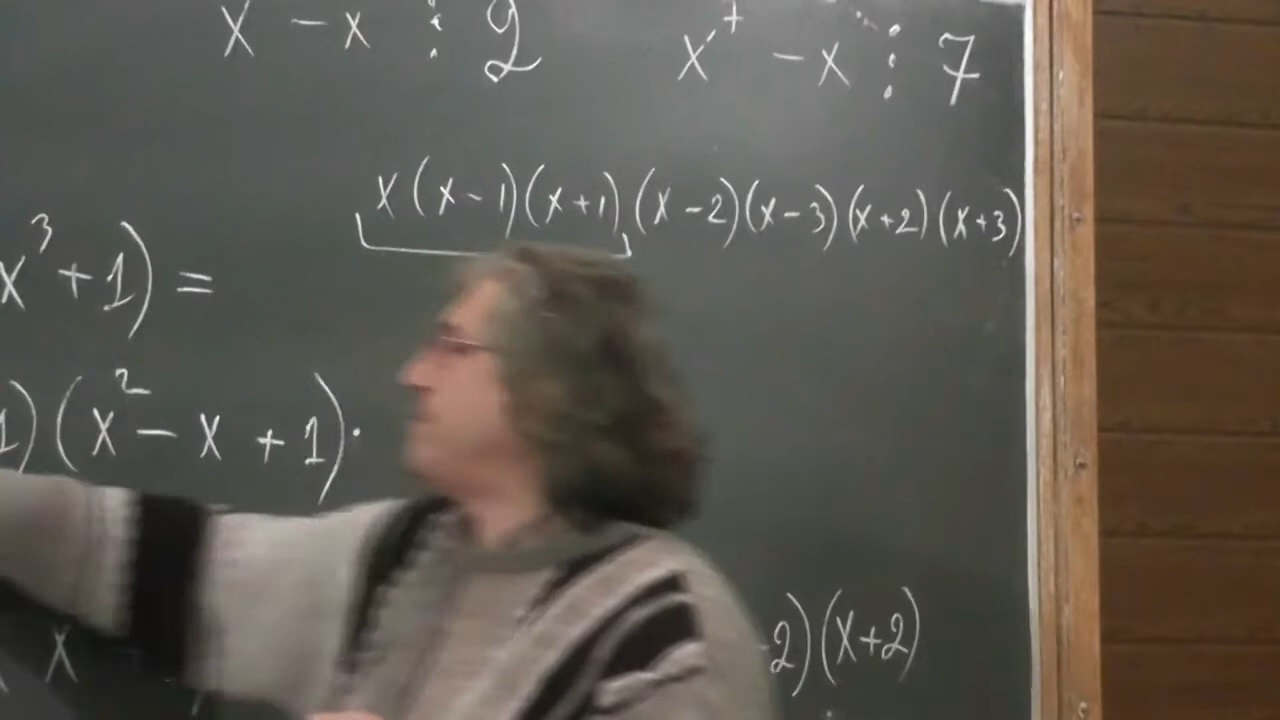 x - x ⋮ 2
x⁷ - x ⋮ 7
x(x-1)(x+1)(x-2)(x-3)(x+2)(x+3)
x³+1) =
1)(x²-x+1)·
x
-2)(x+2)